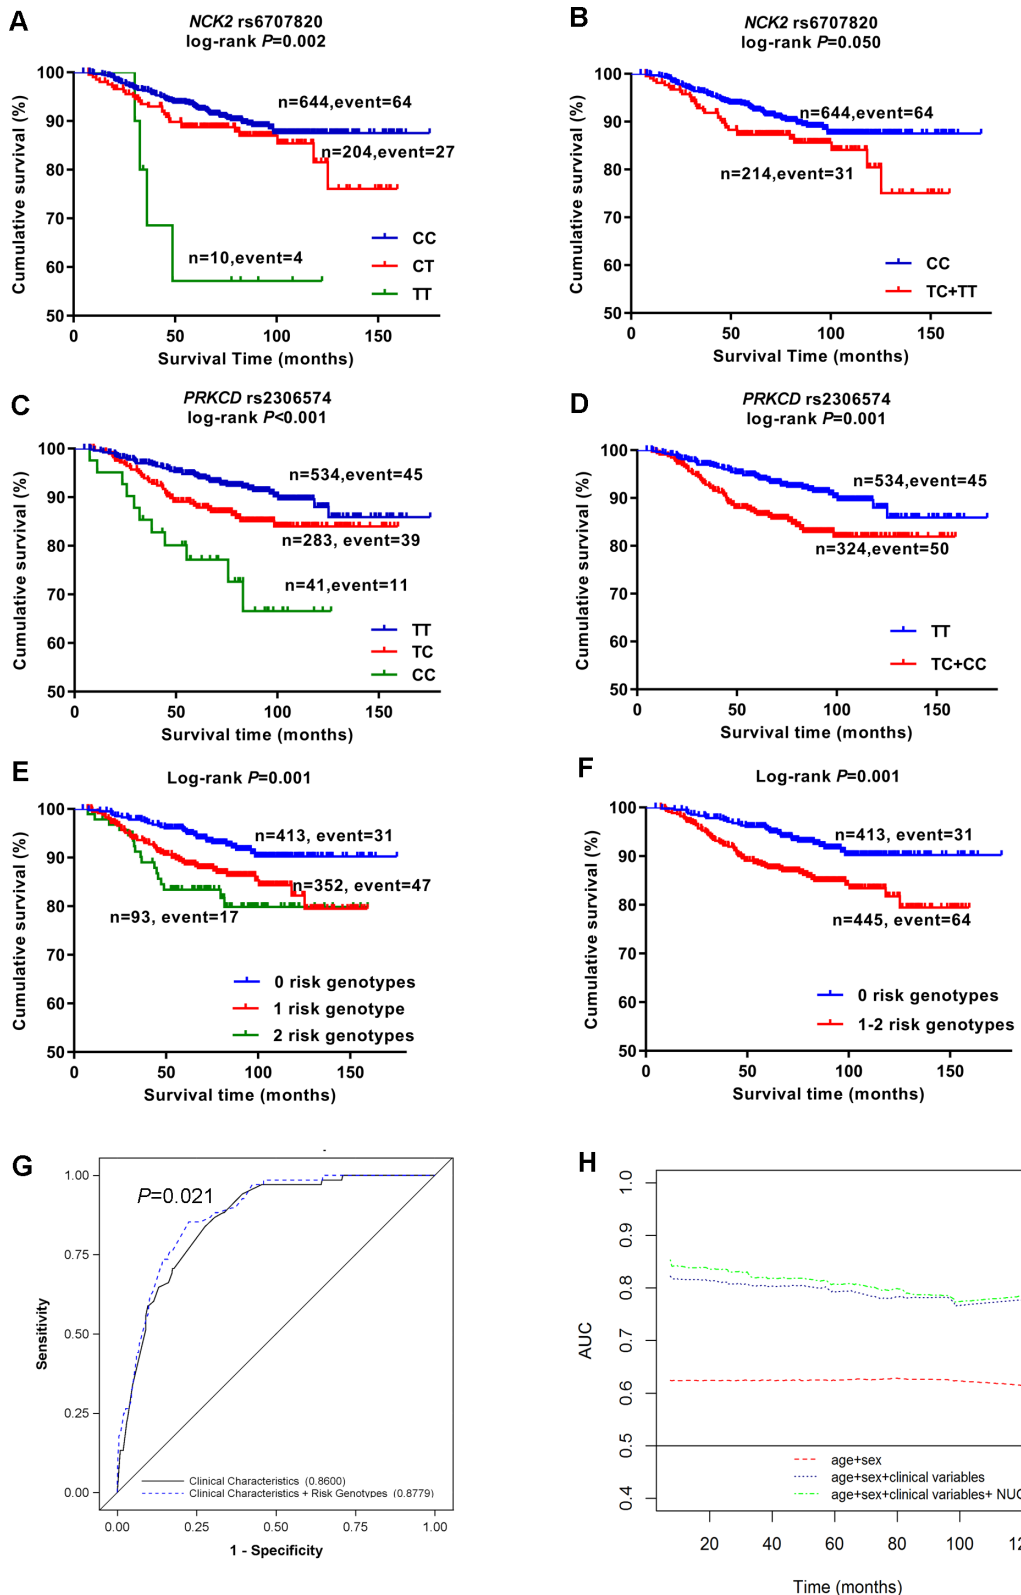 A
NCK2 rs6707820
log-rank P=0.002
Cumulative survival (%)
100
90
80
70
60
50
n=644,event=64
n=204,event=27
n=10,event=4
CC
CT
TT
0 50 100 150
Survival Time (months)
B
NCK2 rs6707820
log-rank P=0.050
Cumulative survival (%)
100
90
80
70
60
50
n=644,event=64
n=214,event=31
CC
TC+TT
0 50 100 150
Survival Time (months)
C
PRKCD rs2306574
log-rank P<0.001
Cumulative survival (%)
100
90
80
70
60
50
n=534,event=45
n=283, event=39
n=41,event=11
TT
TC
CC
0 50 100 150
Survival time (months)
D
PRKCD rs2306574
log-rank P=0.001
Cumulative survival (%)
100
90
80
70
60
50
n=534,event=45
n=324,event=50
TT
TC+CC
0 50 100 150
Survival time (months)
E
Log-rank P=0.001
Cumulative survival (%)
100
90
80
70
60
50
n=413, event=31
n=352, event=47
n=93, event=17
0 risk genotypes
1 risk genotype
2 risk genotypes
0 50 100 150
Survival time (months)
F
Log-rank P=0.001
Cumulative survival (%)
100
90
80
70
60
50
n=413, event=31
n=445, event=64
0 risk genotypes
1-2 risk genotypes
0 50 100 150
Survival time (months)
G
P=0.021
Sensitivity
1.00
0.75
0.50
0.25
0.00
Clinical Characteristics (0.8600)
Clinical Characteristics + Risk Genotypes (0.8779)
0.00 0.25 0.50 0.75 1.00
1 - Specificity
H
AUC
1.0
0.9
0.8
0.7
0.6
0.5
0.4
age+sex
age+sex+clinical variables
age+sex+clinical variables+ NUC
20 40 60 80 100 12
Time (months)